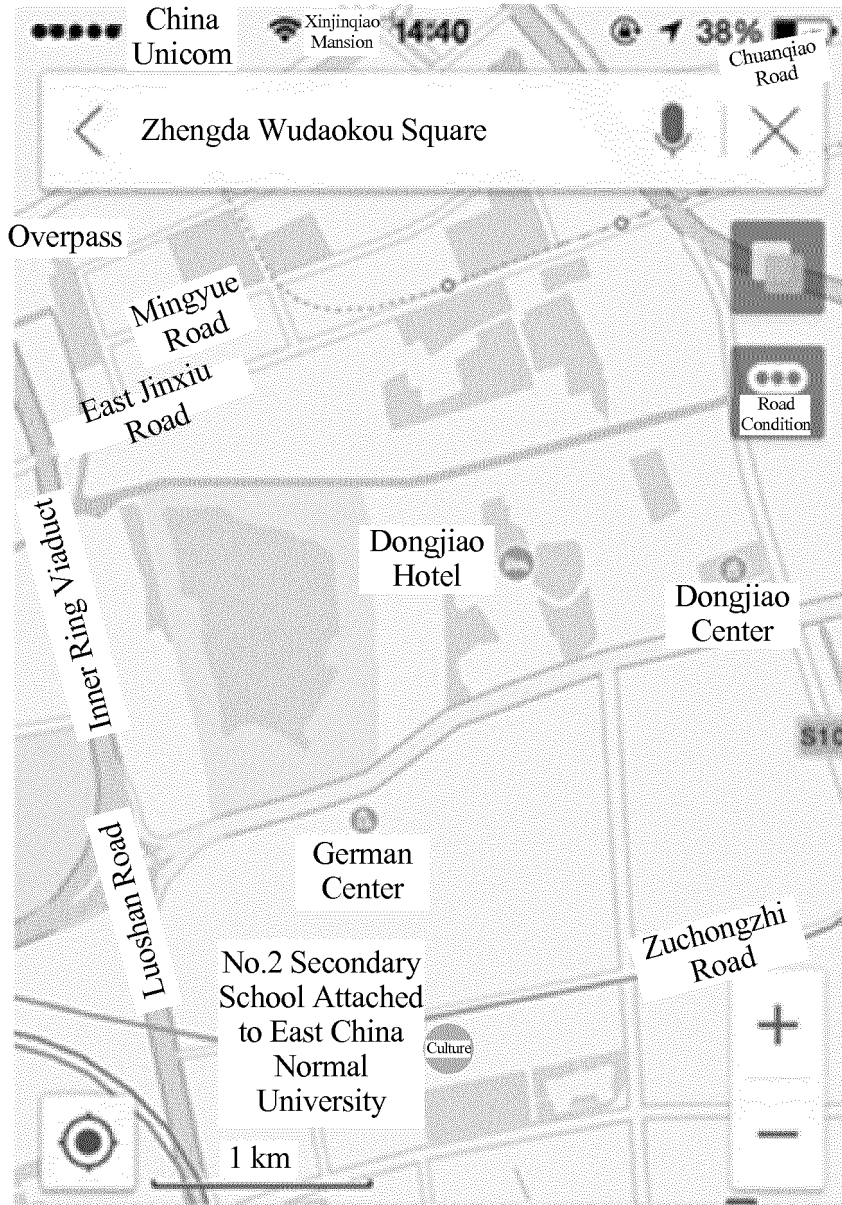 China
Unicom
Xinjinqiao
Mansion
14:40
38%
Chuanqiao
Road
Zhengda Wudaokou Square
Overpass
Mingyue
Road
East Jinxiu
Road
Road
Condition
Inner Ring Viaduct
Dongjiao
Hotel
Dongjiao
Center
S10
German
Center
Luoshan Road
Zuchongzhi
Road
No.2 Secondary
School Attached
to East China
Normal
University
Culture
1 km